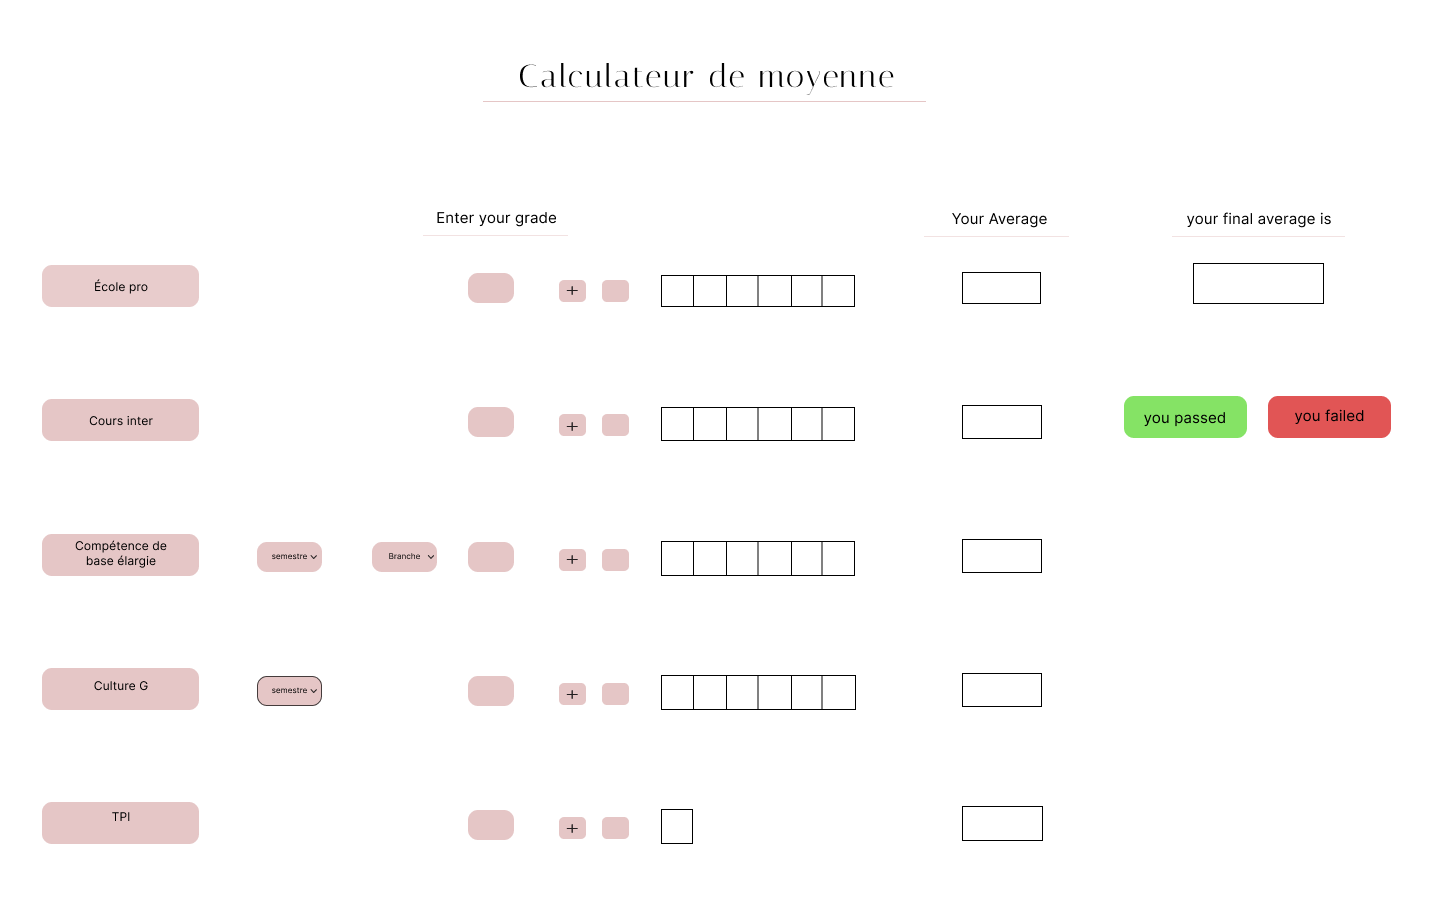 Calculateur de moyenne
Enter your grade
Your Average
your final average is
École pro
+
Cours inter
+
you passed
you failed
Compétence de
base élargie
semestre
Branche
+
Culture G
semestre
+
TPI
+